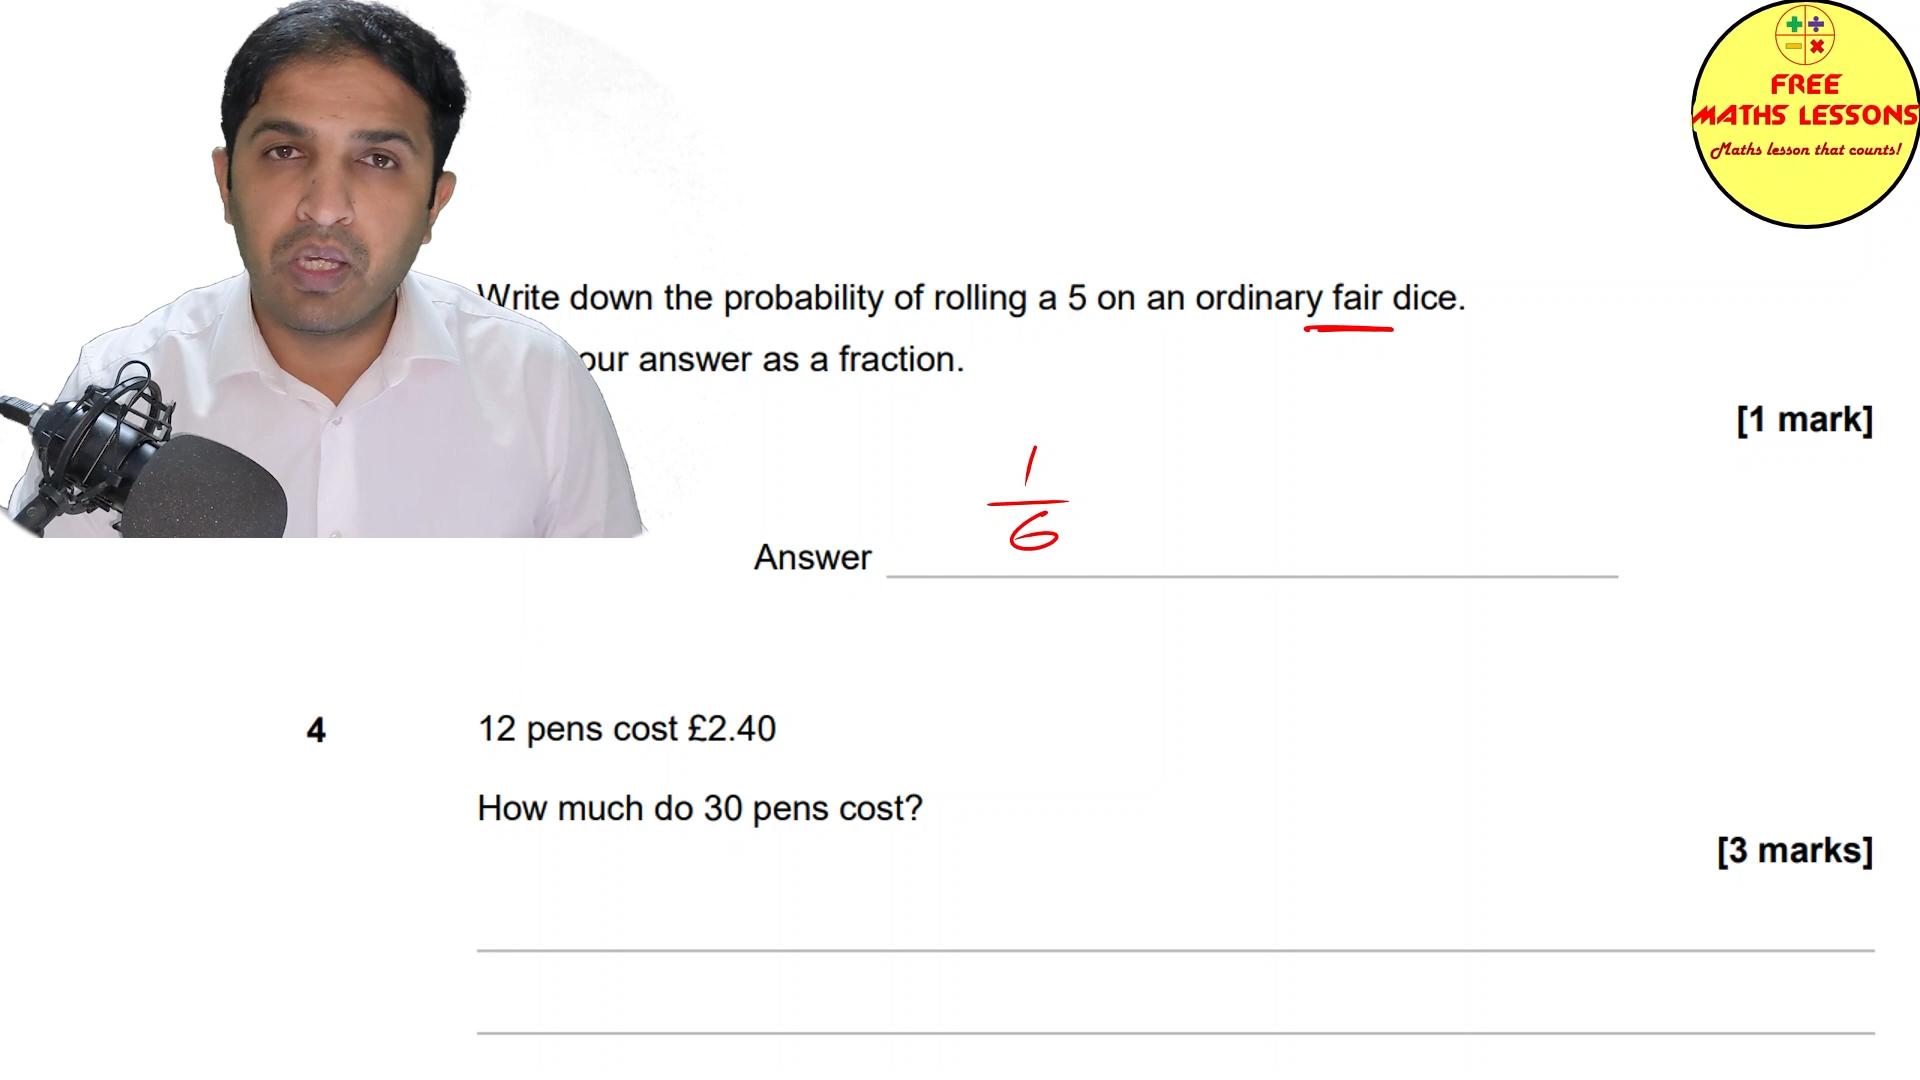 FREE
MATHS LESSONS
Maths lesson that counts!
Write down the probability of rolling a 5 on an ordinary fair dice.
our answer as a fraction.
[1 mark]
1
6
Answer
4 12 pens cost £2.40
How much do 30 pens cost?
[3 marks]